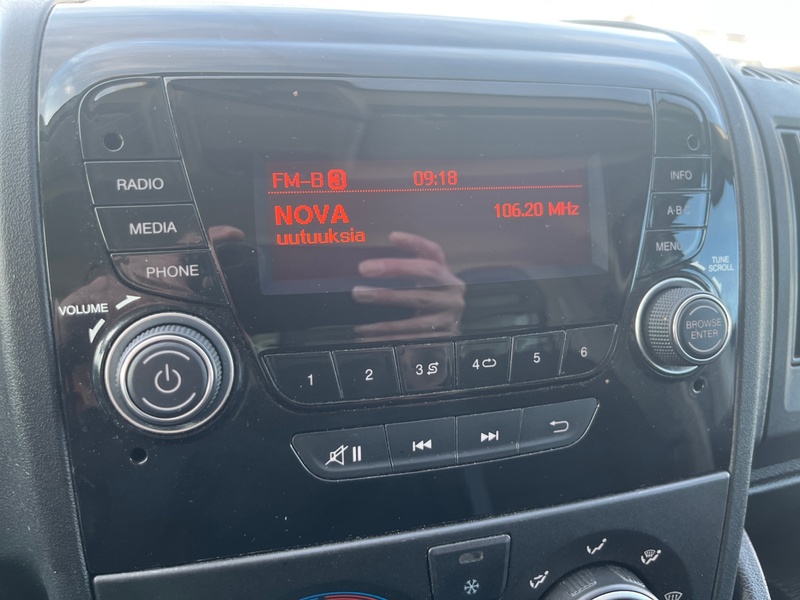 FM-B 3 09:18
NOVA 106.20 MHz
uutuuksia
RADIO
MEDIA
PHONE
INFO
A-B-C
MENU
VOLUME
TUNE
SCROLL
BROWSE
ENTER
1 2 3 4 5 6